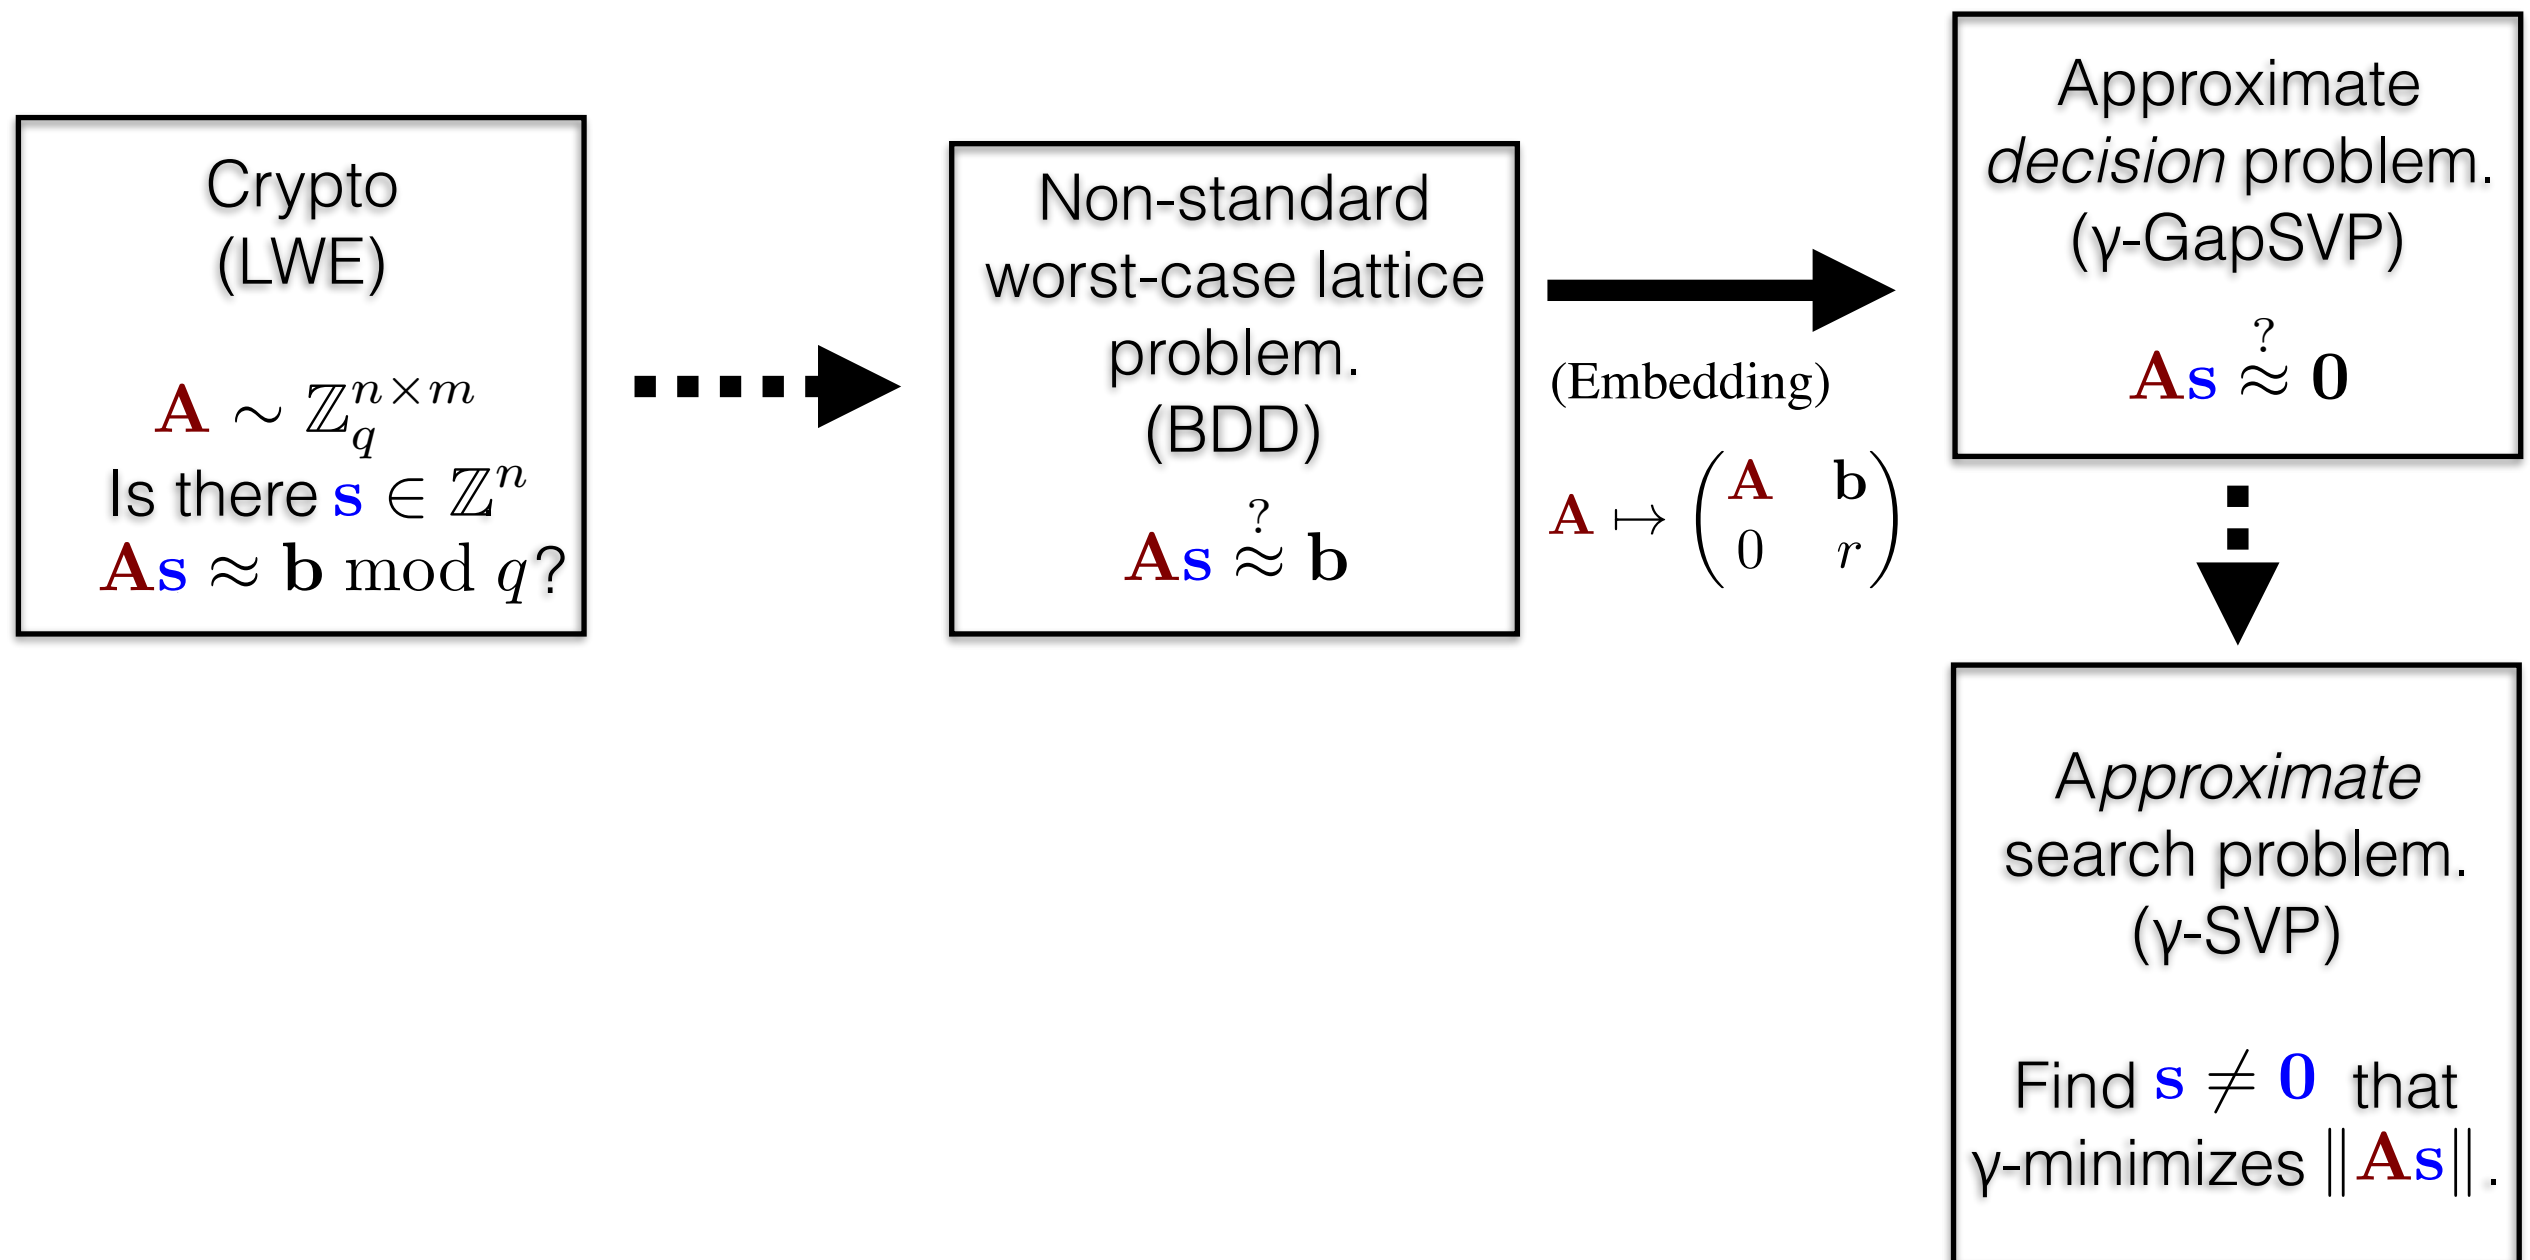 Crypto
(LWE)
A ∼ ℤ_q^{n×m}
Is there s ∈ ℤ^n
As ≈ b mod q?
Non-standard
worst-case lattice
problem.
(BDD)
As ≈^? b
(Embedding)
A ↦ (A b
0 r)
Approximate
decision problem.
(γ-GapSVP)
As ≈^? 0
Approximate
search problem.
(γ-SVP)
Find s ≠ 0 that
γ-minimizes ‖As‖.